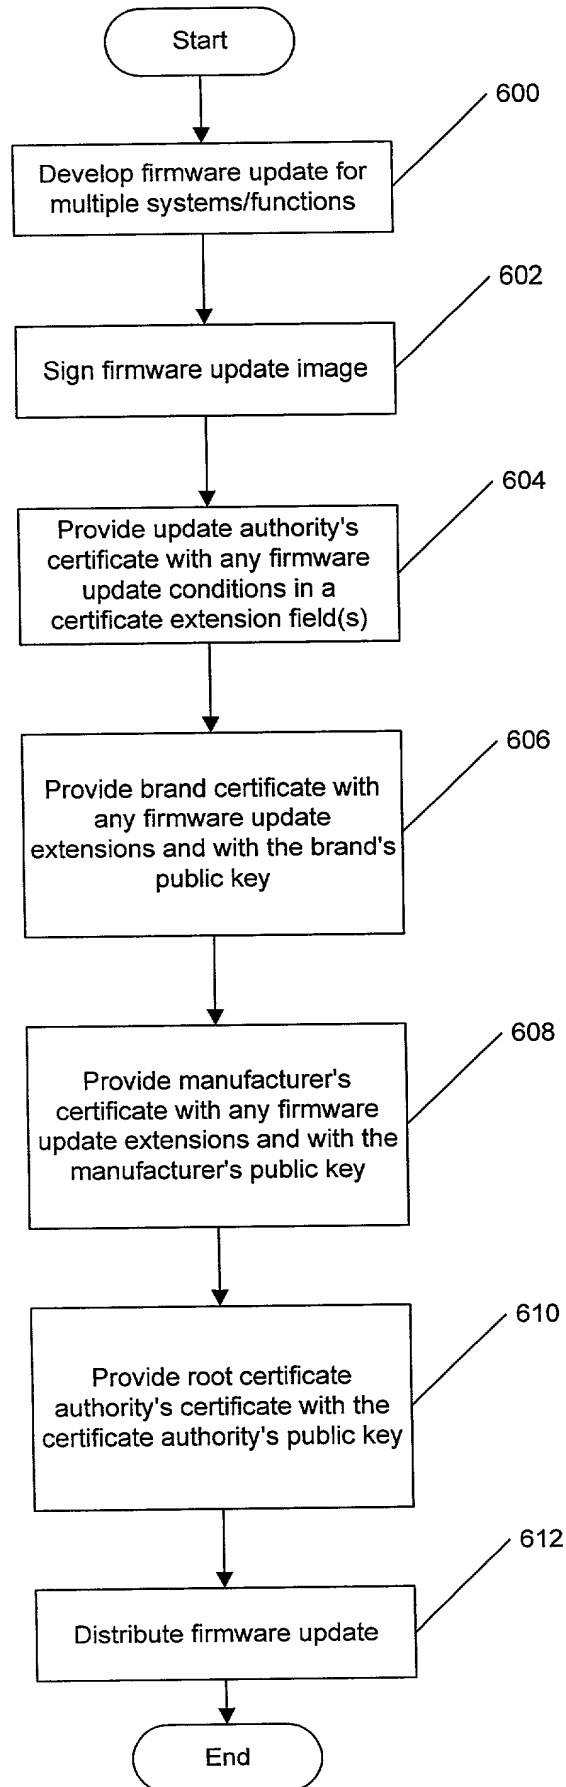 Start
600
Develop firmware update for
multiple systems/functions
602
Sign firmware update image
604
Provide update authority's
certificate with any firmware
update conditions in a
certificate extension field(s)
606
Provide brand certificate with
any firmware update
extensions and with the brand's
public key
608
Provide manufacturer's
certificate with any firmware
update extensions and with the
manufacturer's public key
610
Provide root certificate
authority's certificate with the
certificate authority's public key
612
Distribute firmware update
End